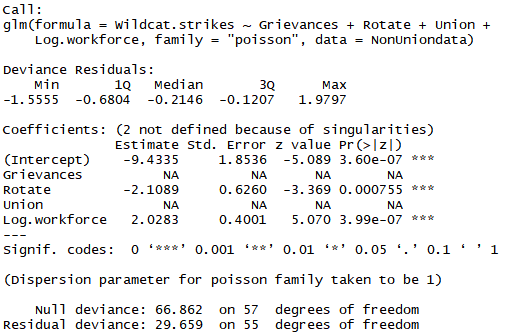 Call:
glm(formula = Wildcat.strikes ~ Grievances + Rotate + Union +
    Log.workforce, family = "poisson", data = NonUniondata)
Deviance Residuals:
    Min       1Q   Median       3Q      Max
-1.5555  -0.6804  -0.2146  -0.1207   1.9797
Coefficients: (2 not defined because of singularities)
              Estimate Std. Error z value Pr(>|z|)
(Intercept)    -9.4335     1.8536  -5.089 3.60e-07 ***
Grievances          NA         NA      NA       NA
Rotate         -2.1089     0.6260  -3.369 0.000755 ***
Union               NA         NA      NA       NA
Log.workforce   2.0283     0.4001   5.070 3.99e-07 ***
---
Signif. codes:  0 ‘***’ 0.001 ‘**’ 0.01 ‘*’ 0.05 ‘.’ 0.1 ‘ ’ 1
(Dispersion parameter for poisson family taken to be 1)
    Null deviance: 66.862  on 57  degrees of freedom
Residual deviance: 29.659  on 55  degrees of freedom